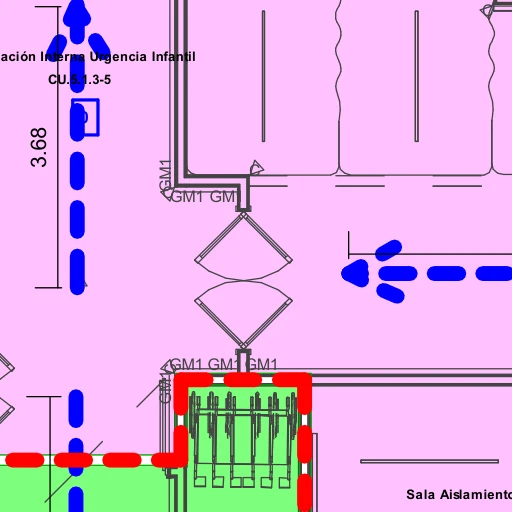 ación Interna Urgencia Infantil
CU.5.1.3-5
3.68
GM1
GM1 GM1
GM1 GM1 GM1
GM1
Sala Aislamiento